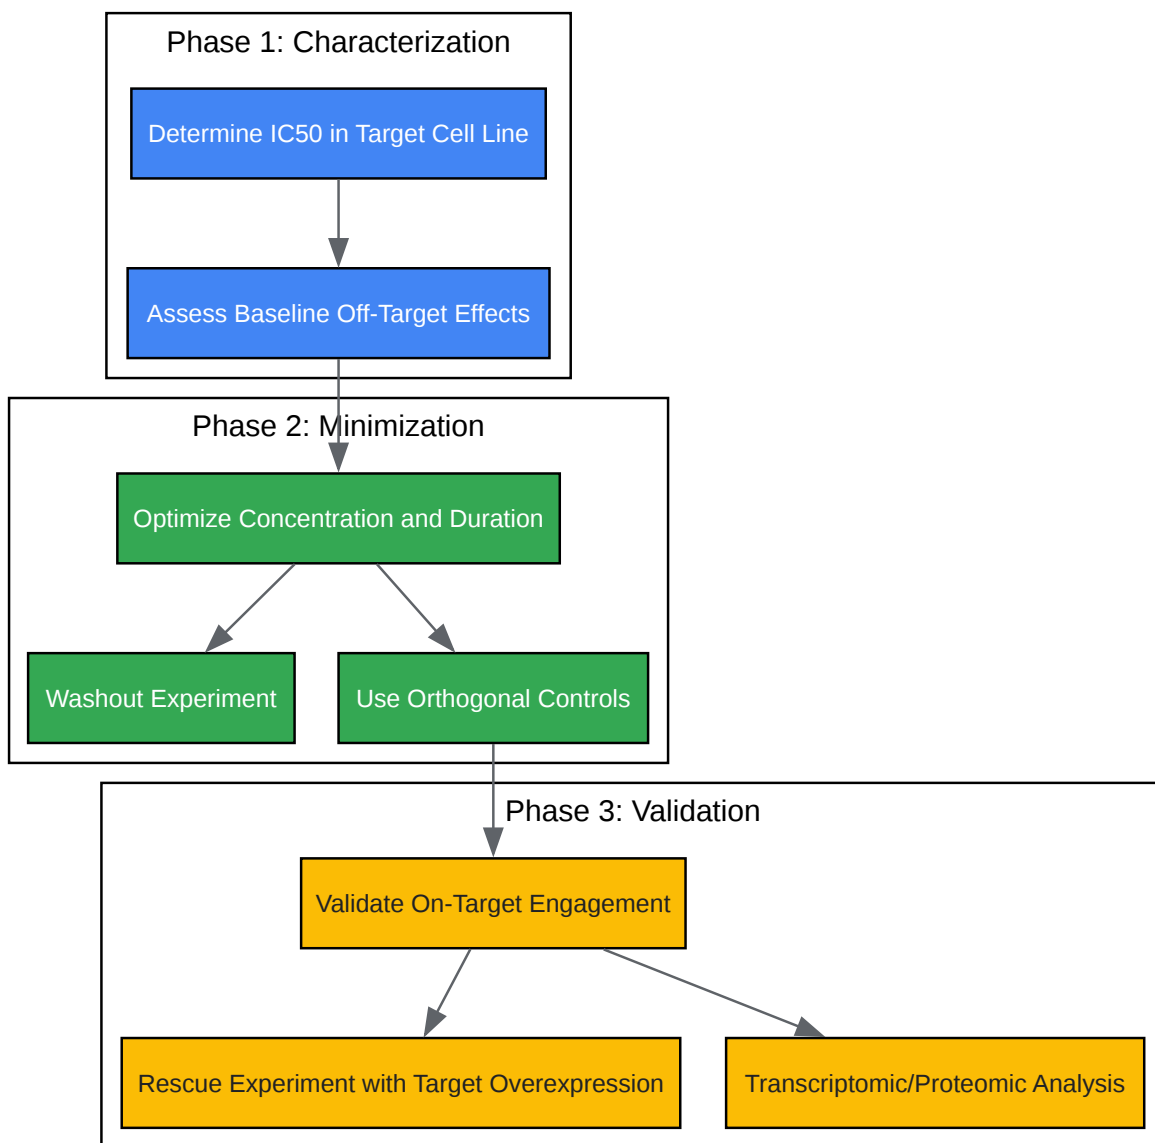 Phase 1: Characterization
Determine IC50 in Target Cell Line
Assess Baseline Off-Target Effects
Phase 2: Minimization
Optimize Concentration and Duration
Washout Experiment
Use Orthogonal Controls
Phase 3: Validation
Validate On-Target Engagement
Rescue Experiment with Target Overexpression
Transcriptomic/Proteomic Analysis